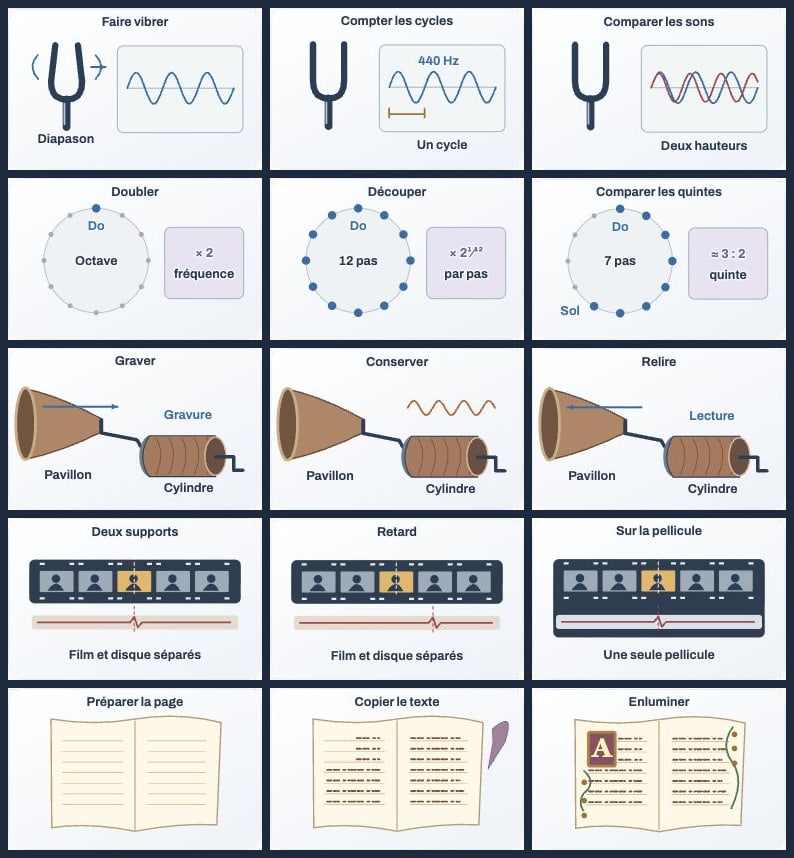 Faire vibrer
Diapason
Compter les cycles
440 Hz
Un cycle
Comparer les sons
Deux hauteurs
Doubler
Do
Octave
× 2
fréquence
Découper
Do
12 pas
× 2¹⁄¹²
par pas
Comparer les quintes
Do
7 pas
Sol
≈ 3 : 2
quinte
Graver
Gravure
Pavillon
Cylindre
Conserver
Pavillon
Cylindre
Relire
Lecture
Pavillon
Cylindre
Deux supports
Film et disque séparés
Retard
Film et disque séparés
Sur la pellicule
Une seule pellicule
Préparer la page
Copier le texte
Enluminer
A